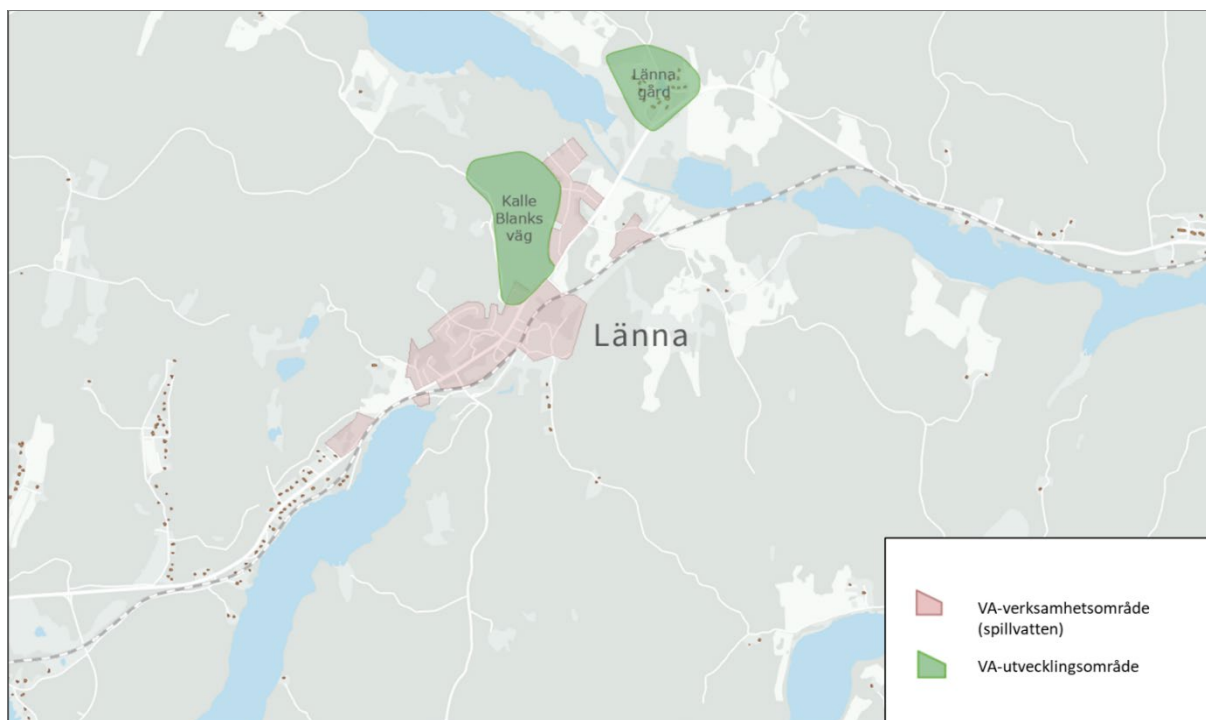 Länna
gård
Kalle
Blanks
väg
Länna
VA-verksamhetsområde
(spillvatten)
VA-utvecklingsområde